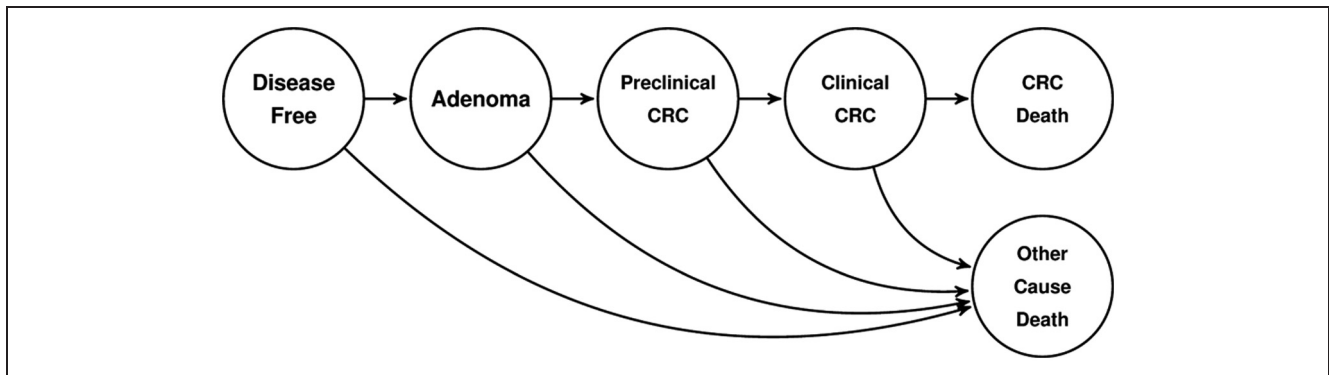 Disease
Free
Adenoma
Preclinical
CRC
Clinical
CRC
CRC
Death
Other
Cause
Death